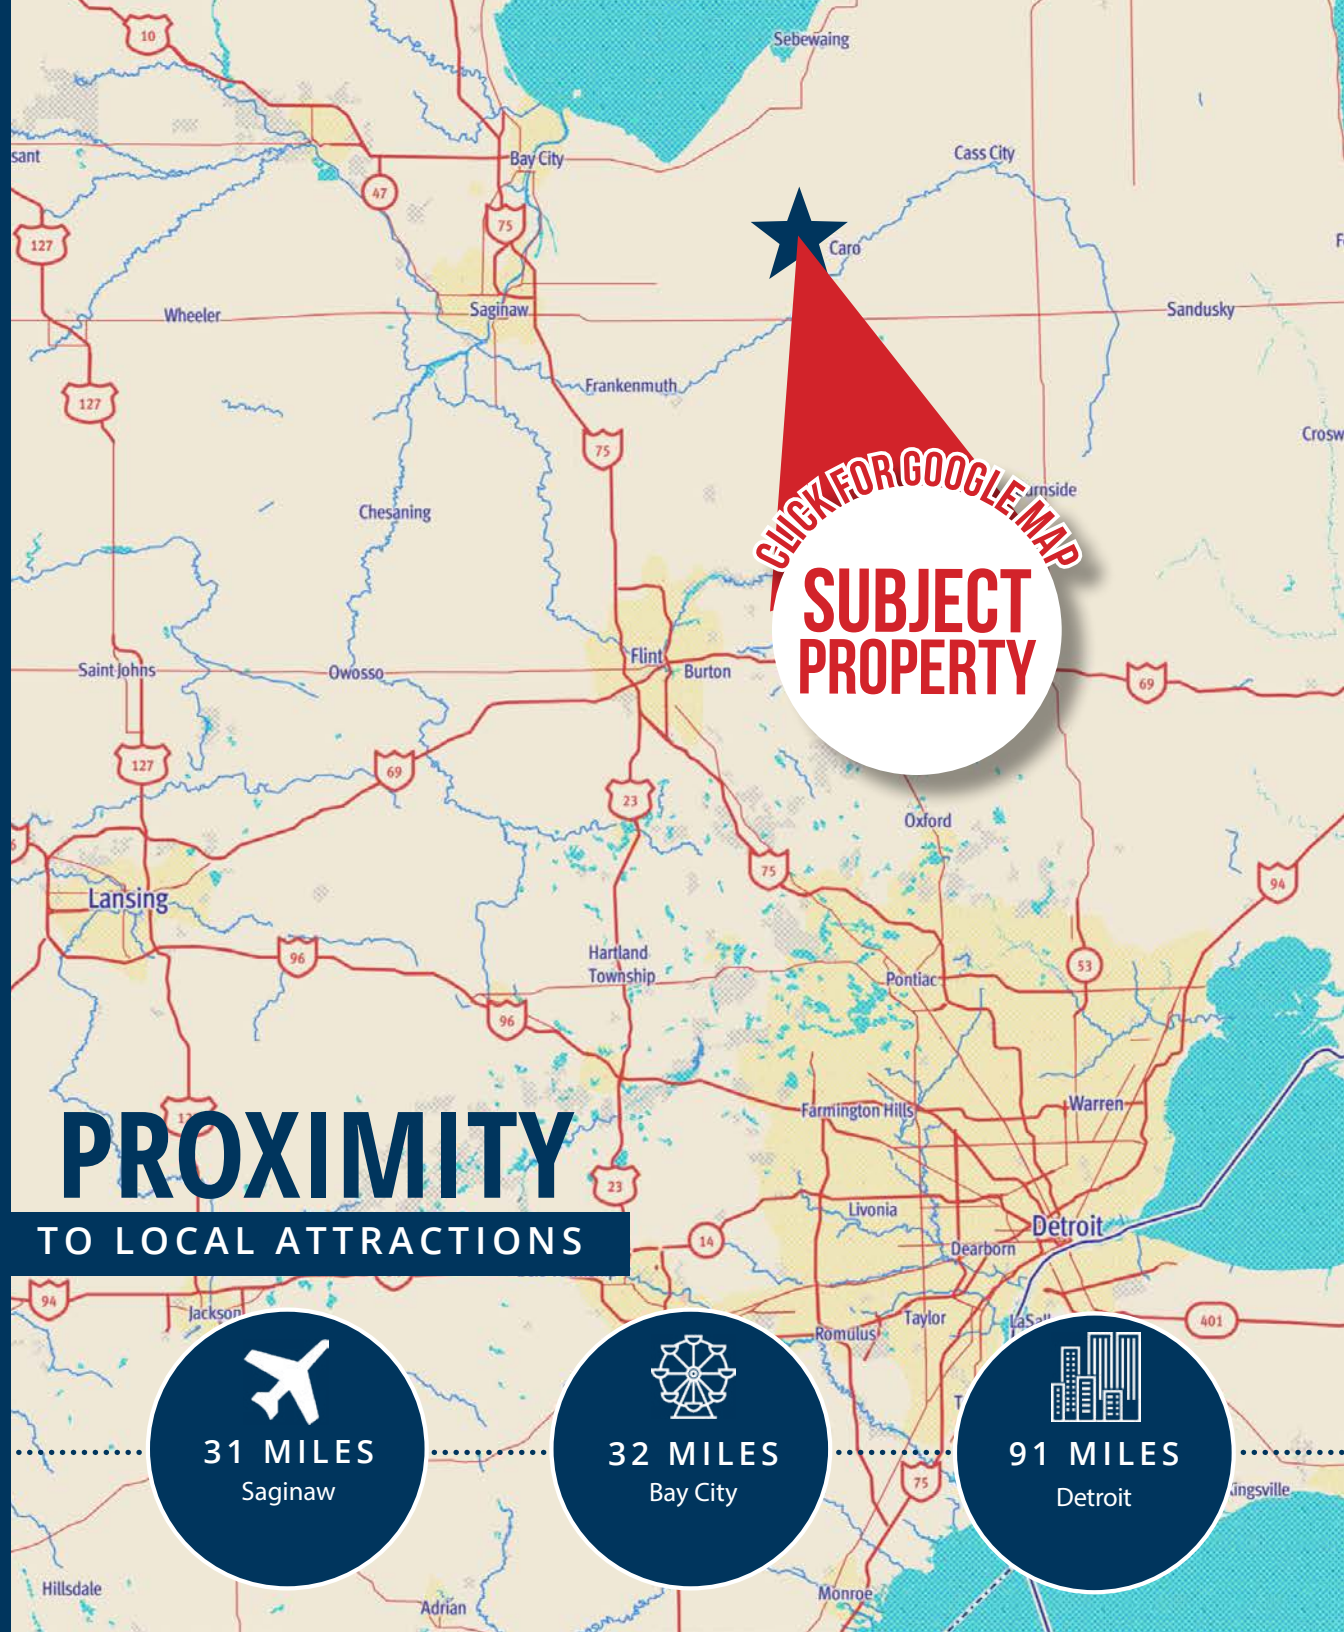 10
Sebewaing
sant
Bay City
Cass City
47
75
127
Caro
Wheeler
Saginaw
Sandusky
127
Frankenmuth
75
CLICK FOR GOOGLE MAP
SUBJECT
PROPERTY
Chesaning
Saint Johns
Owosso
Flint
Burton
69
127
69
23
Oxford
75
94
Lansing
96
Hartland
Township
Pontiac
53
96
Farmington Hills
Warren
PROXIMITY
TO LOCAL ATTRACTIONS
23
Livonia
14
Dearborn
Detroit
94
Jackson
Romulus
Taylor
401
31 MILES
Saginaw
32 MILES
Bay City
91 MILES
Detroit
75
ingsville
Hillsdale
Adrian
Monroe